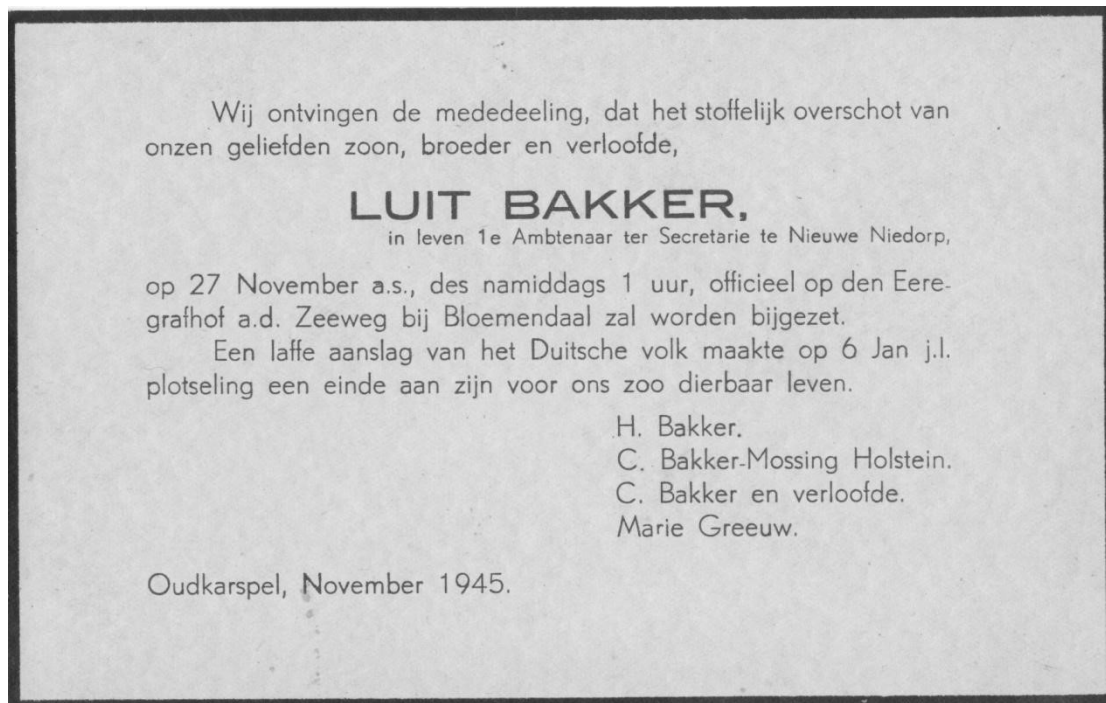 Wij ontvingen de mededeeling, dat het stoffelijk overschot van
onzen geliefden zoon, broeder en verloofde,
LUIT BAKKER,
in leven 1e Ambtenaar ter Secretarie te Nieuwe Niedorp,
op 27 November a.s., des namiddags 1 uur, officieel op den Eere-
grafhof a.d. Zeeweg bij Bloemendaal zal worden bijgezet.
Een laffe aanslag van het Duitsche volk maakte op 6 Jan j.l.
plotseling een einde aan zijn voor ons zoo dierbaar leven.
H. Bakker.
C. Bakker-Mossing Holstein.
C. Bakker en verloofde.
Marie Greeuw.
Oudkarspel, November 1945.